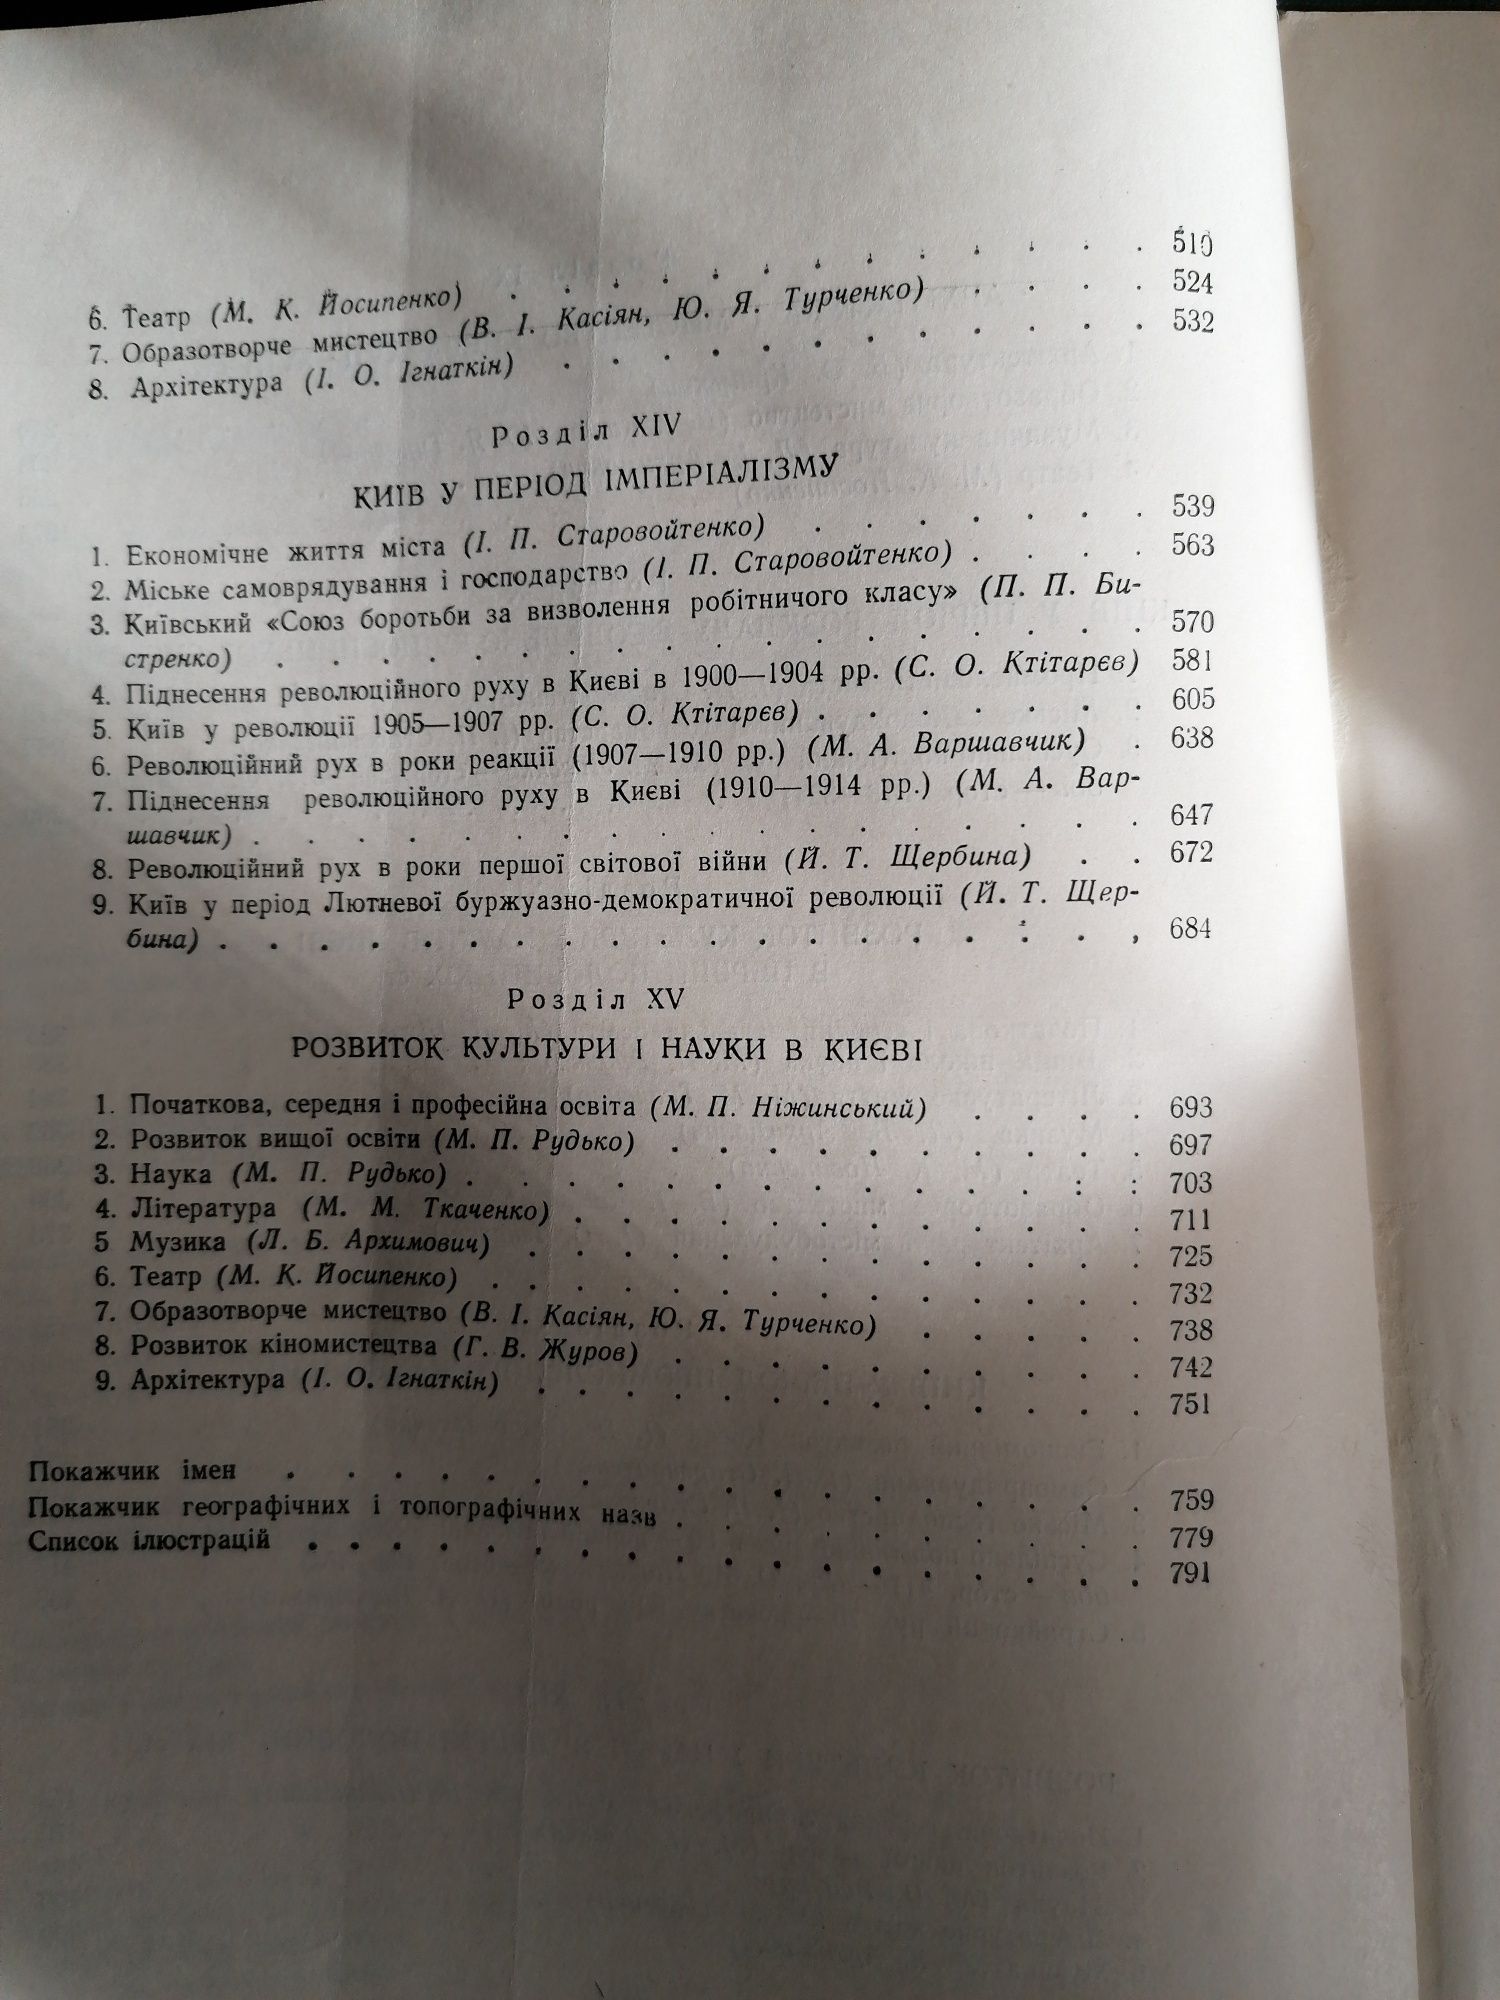 6. Театр (М. К. Йосипенко) . . . . . . . . . . . . 510
7. Образотворче мистецтво (В. І. Касіян, Ю. Я. Турченко) . . . . 524
8. Архітектура (І. О. Ігнаткін) . . . . . . . . . . . 532
Розділ XIV
КИЇВ У ПЕРІОД ІМПЕРІАЛІЗМУ
1. Економічне життя міста (І. П. Старовойтенко) . . . . . . . 539
2. Міське самоврядування і господарство (І. П. Старовойтенко) . . . . 563
3. Київський «Союз боротьби за визволення робітничого класу» (П. П. Би-
стренко) . . . . . . . . . . . . . . . . . 570
4. Піднесення революційного руху в Києві в 1900—1904 рр. (С. О. Ктітарєв) 581
5. Київ у революції 1905—1907 рр. (С. О. Ктітарєв) . . . . . . . 605
6. Революційний рух в роки реакції (1907—1910 рр.) (М. А. Варшавчик) . 638
7. Піднесення революційного руху в Києві (1910—1914 рр.) (М. А. Вар-
шавчик) . . . . . . . . . . . . . . . . . 647
8. Революційний рух в роки першої світової війни (Й. Т. Щербина) . . 672
9. Київ у період Лютневої буржуазно-демократичної революції (Й. Т. Щер-
бина) . . . . . . . . . . . . . . . . . . 684
Розділ XV
РОЗВИТОК КУЛЬТУРИ І НАУКИ В КИЄВІ
1. Початкова, середня і професійна освіта (М. П. Ніжинський) . . . . 693
2. Розвиток вищої освіти (М. П. Рудько) . . . . . . . . . . 697
3. Наука (М. П. Рудько) . . . . . . . . . . . . . . 703
4. Література (М. М. Ткаченко) . . . . . . . . . . . . 711
5 Музика (Л. Б. Архимович) . . . . . . . . . . . . . 725
6. Театр (М. К. Йосипенко) . . . . . . . . . . . . . . 732
7. Образотворче мистецтво (В. І. Касіян, Ю. Я. Турченко) . . . . . 738
8. Розвиток кіномистецтва (Г. В. Журов) . . . . . . . . . . 742
9. Архітектура (І. О. Ігнаткін) . . . . . . . . . . . . 751
Покажчик імен . . . . . . . . . . . . . . . . . . 759
Покажчик географічних і топографічних назв . . . . . . . . . . 779
Список ілюстрацій . . . . . . . . . . . . . . . . . 791